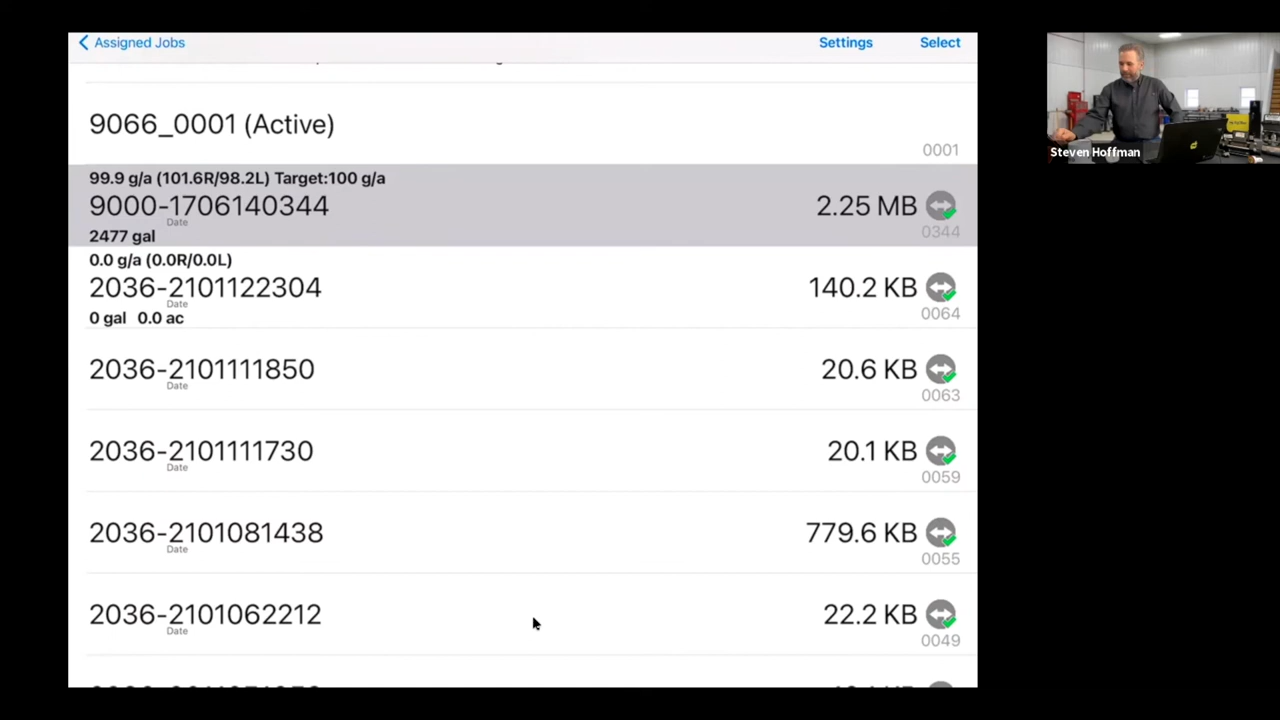 Assigned Jobs
Settings
Select
9066_0001 (Active)
0001
99.9 g/a (101.6R/98.2L) Target:100 g/a
9000-1706140344
Date
2477 gal
2.25 MB
0344
0.0 g/a (0.0R/0.0L)
2036-2101122304
Date
0 gal 0.0 ac
140.2 KB
0064
2036-2101111850
Date
20.6 KB
0063
2036-2101111730
Date
20.1 KB
0059
2036-2101081438
Date
779.6 KB
0055
2036-2101062212
Date
22.2 KB
0049
Steven Hoffman